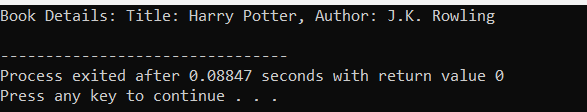 Book Details: Title: Harry Potter, Author: J.K. Rowling
--------------------------------
Process exited after 0.08847 seconds with return value 0
Press any key to continue . . .